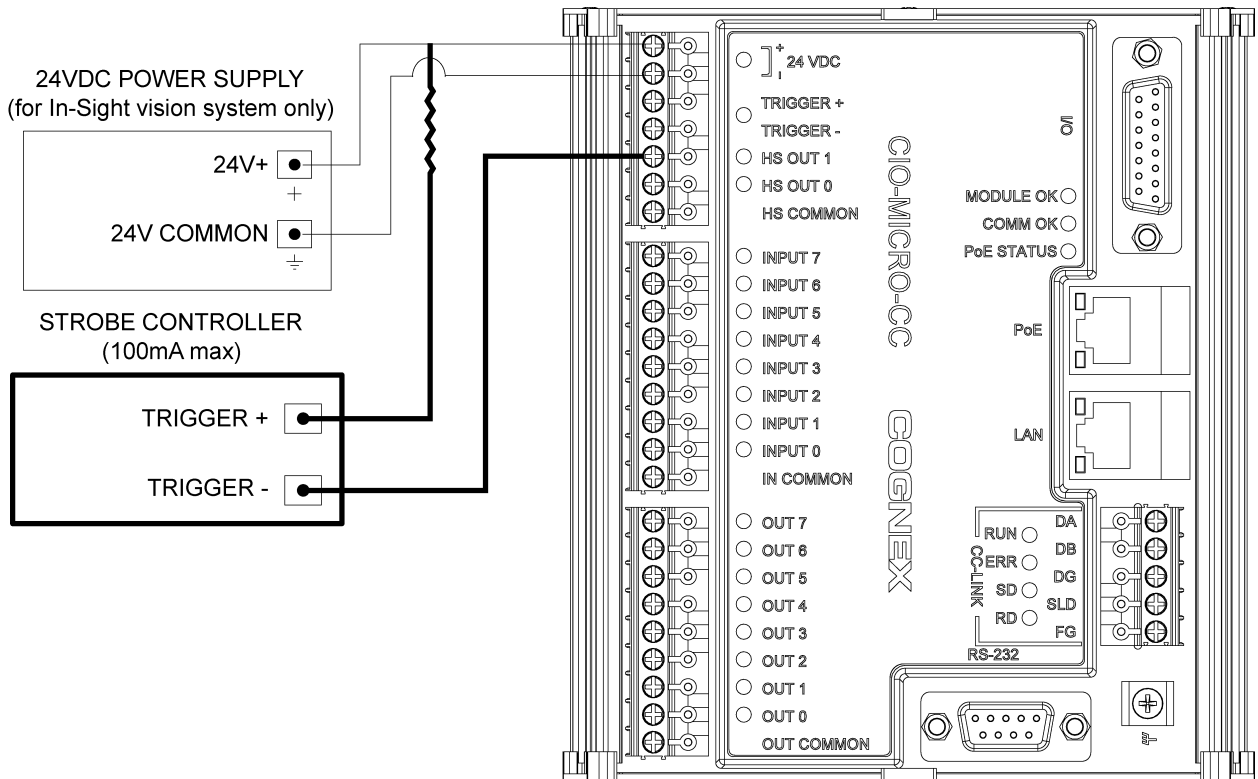 24VDC POWER SUPPLY
(for In-Sight vision system only)
24V+
+
24V COMMON
STROBE CONTROLLER
(100mA max)
TRIGGER +
TRIGGER -
+
24 VDC
-
TRIGGER +
TRIGGER -
HS OUT 1
HS OUT 0
HS COMMON
INPUT 7
INPUT 6
INPUT 5
INPUT 4
INPUT 3
INPUT 2
INPUT 1
INPUT 0
IN COMMON
OUT 7
OUT 6
OUT 5
OUT 4
OUT 3
OUT 2
OUT 1
OUT 0
OUT COMMON
CIO-MICRO-CC
COGNEX
I/O
MODULE OK
COMM OK
PoE STATUS
PoE
LAN
CC-LINK
RUN
ERR
SD
RD
DA
DB
DG
SLD
FG
RS-232